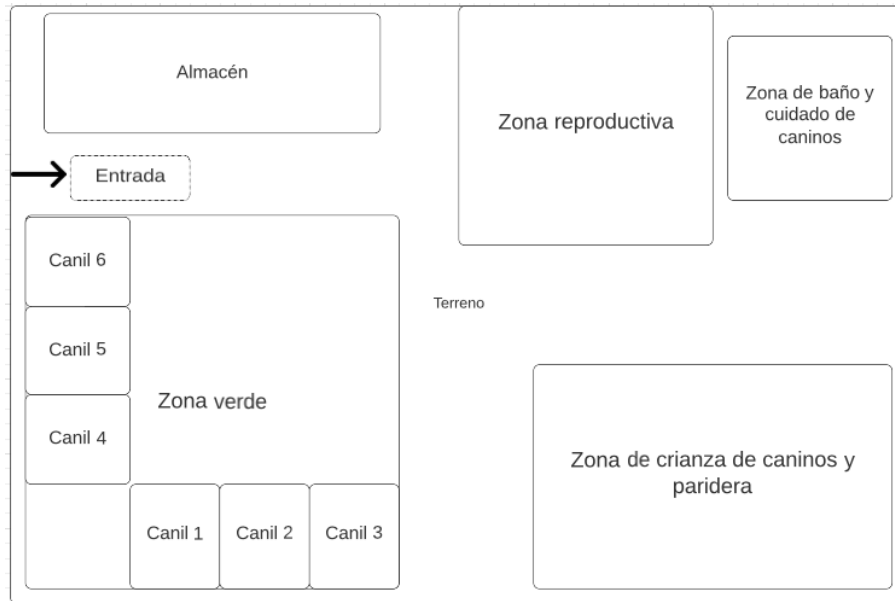 Almacén
Zona reproductiva
Zona de baño y
cuidado de
caninos
Entrada
Canil 6
Terreno
Canil 5
Zona verde
Canil 4
Zona de crianza de caninos y
paridera
Canil 1
Canil 2
Canil 3